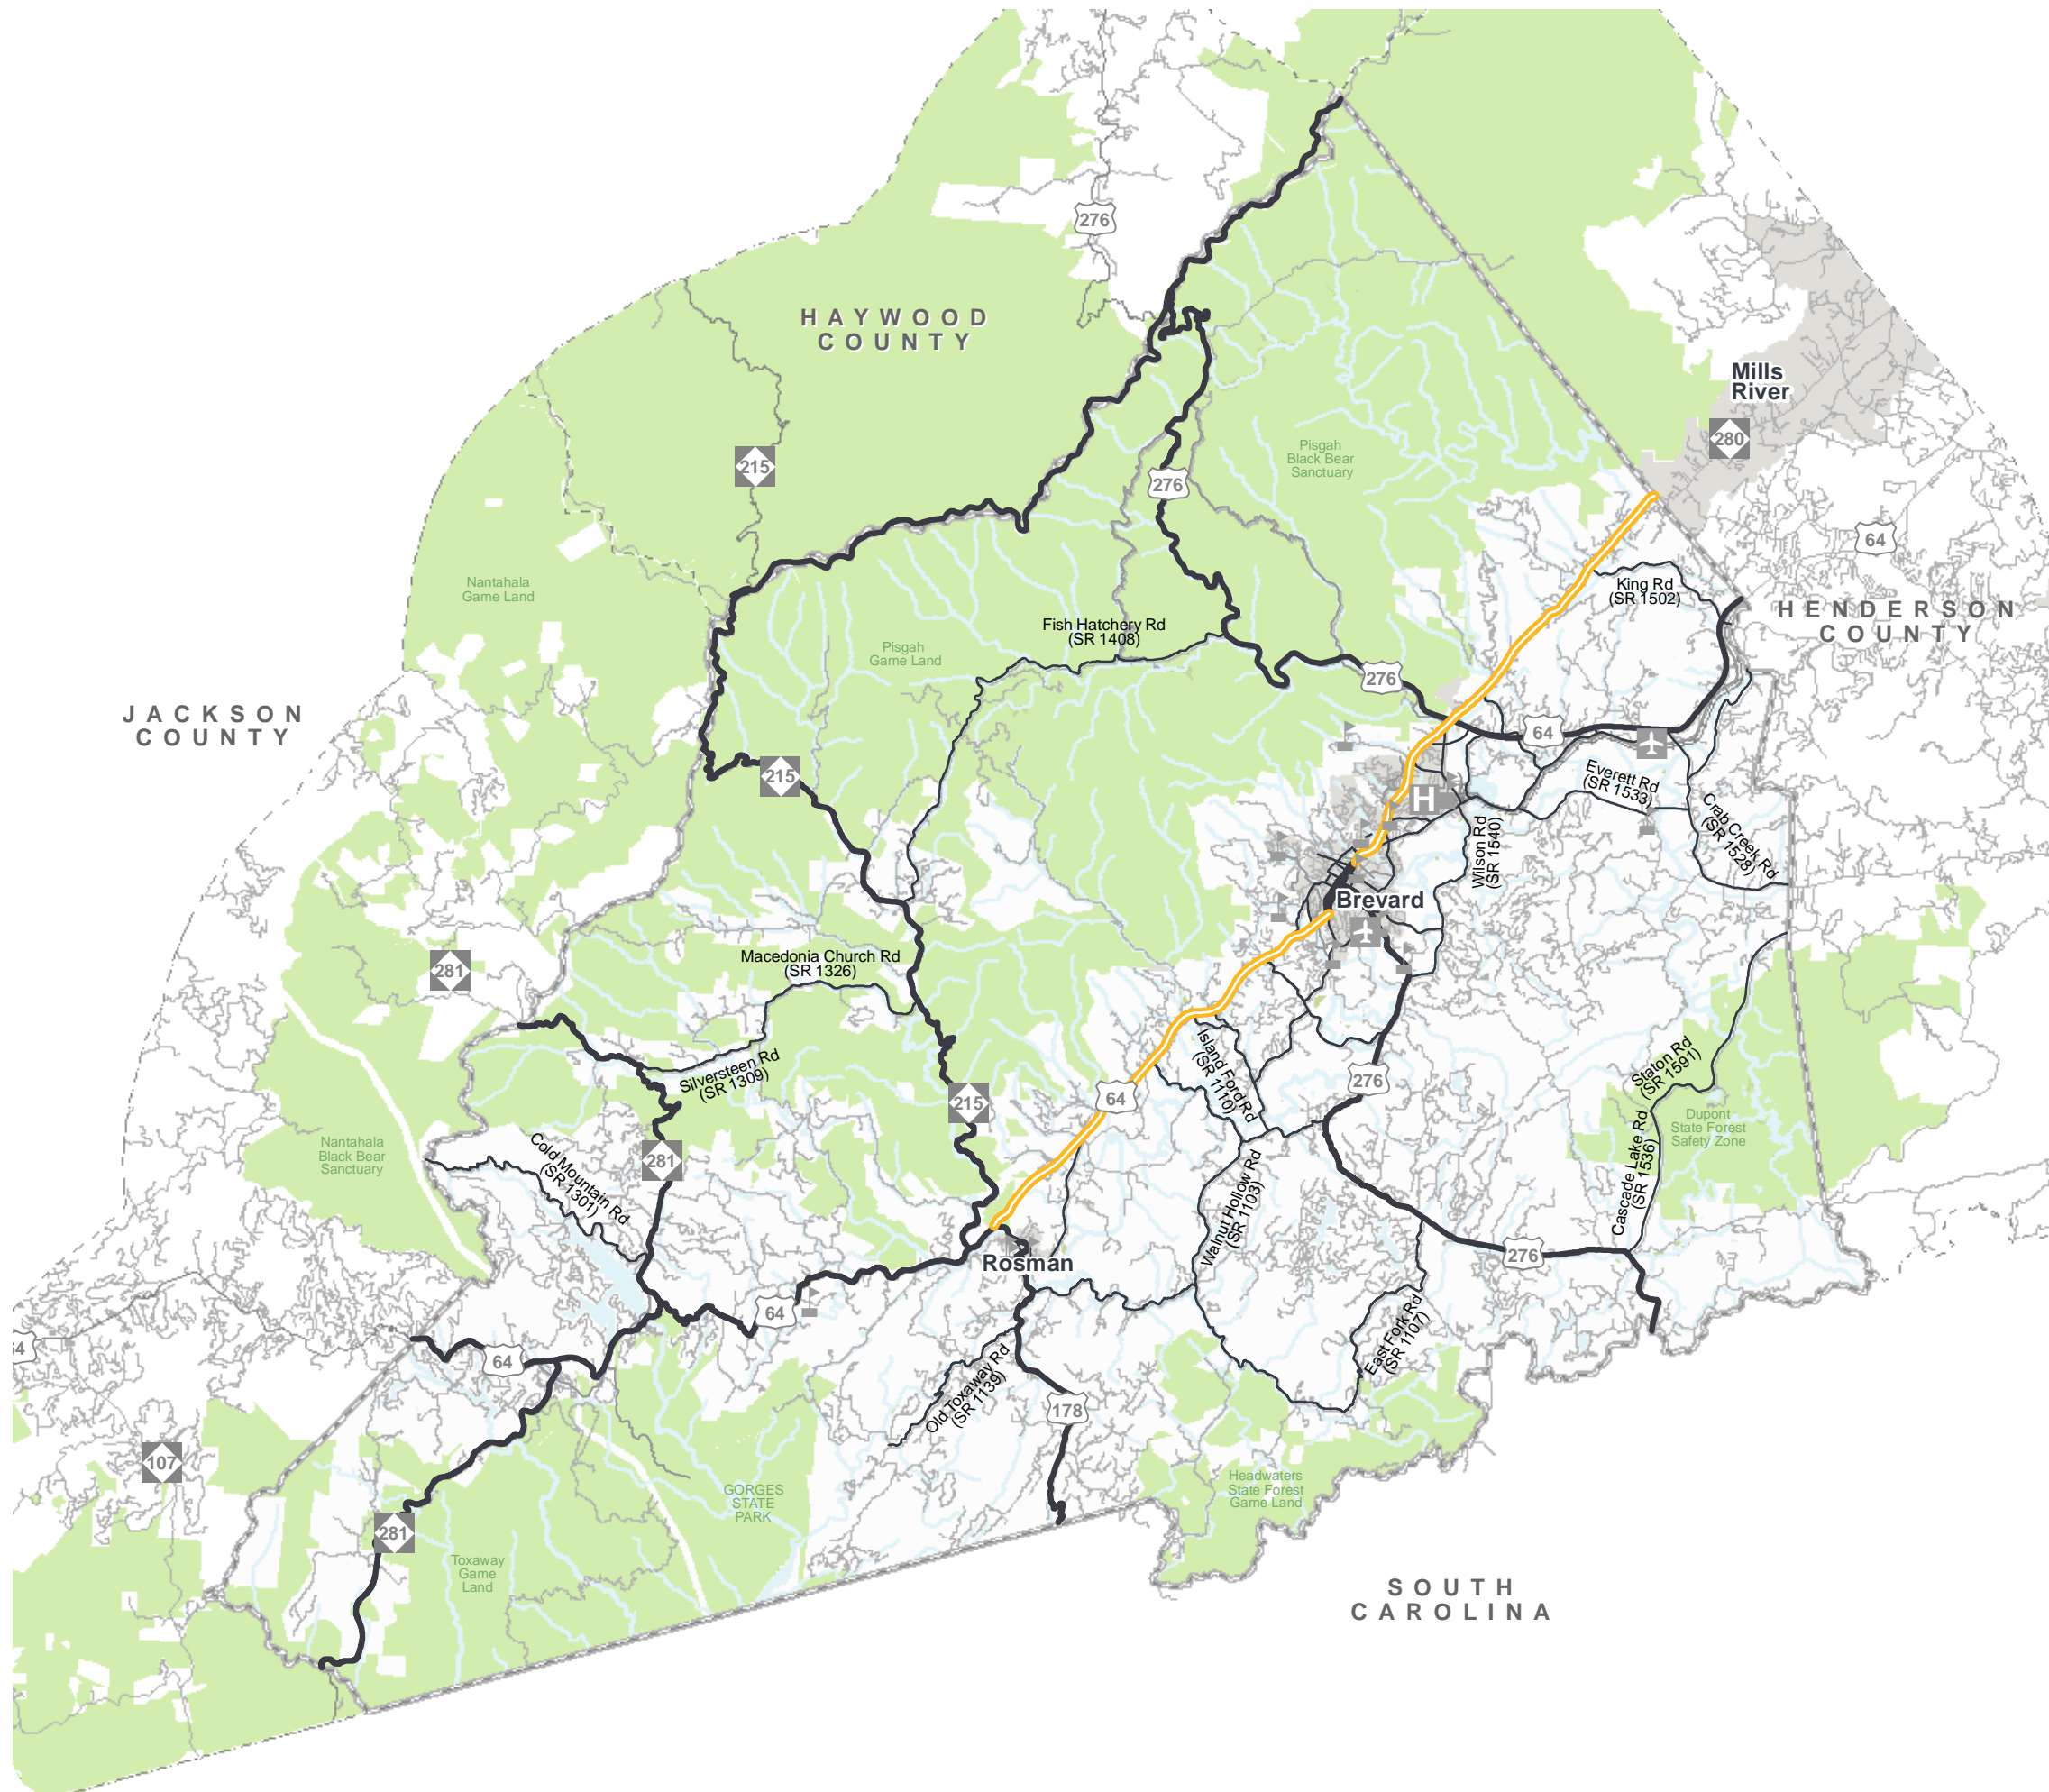 276
HAYWOOD
COUNTY
Mills
River
280
215
Pisgah
Black Bear
Sanctuary
276
64
Nantahala
Game Land
King Rd
(SR 1502)
HENDERSON
COUNTY
Fish Hatchery Rd
(SR 1408)
Pisgah
Game Land
276
JACKSON
COUNTY
64
215
Everett Rd
(SR 1533)
H
Crab Creek Rd
(SR 1528)
Wilson Rd
(SR 1540)
Brevard
281
Macedonia Church Rd
(SR 1326)
Silversteen Rd
(SR 1309)
Island Ford Rd
(SR 1110)
Staton Rd
(SR 1591)
276
64
215
Dupont
State Forest
Safety Zone
Nantahala
Black Bear
Sanctuary
Cold Mountain Rd
(SR 1301)
281
Cascade Lake Rd
(SR 1536)
Walnut Hollow Rd
(SR 1103)
276
Rosman
64
East Fork Rd
(SR 1107)
64
64
Old Toxaway Rd
(SR 1139)
178
107
GORGES
STATE
PARK
Headwaters
State Forest
Game Land
281
Toxaway
Game
Land
SOUTH
CAROLINA